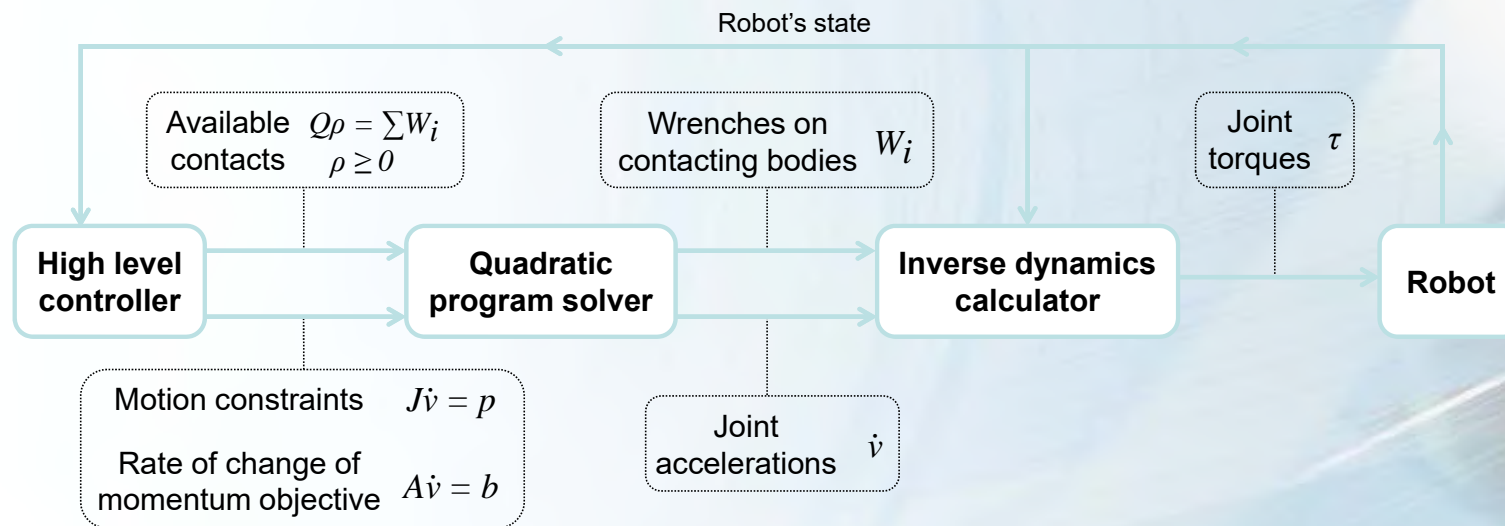 Robot's state
Available Qρ = ∑Wi
contacts ρ ≥ 0
Wrenches on
contacting bodies Wi
Joint
torques τ
High level
controller
Quadratic
program solver
Inverse dynamics
calculator
Robot
Motion constraints Jv̇ = p
Rate of change of
momentum objective Av̇ = b
Joint
accelerations v̇